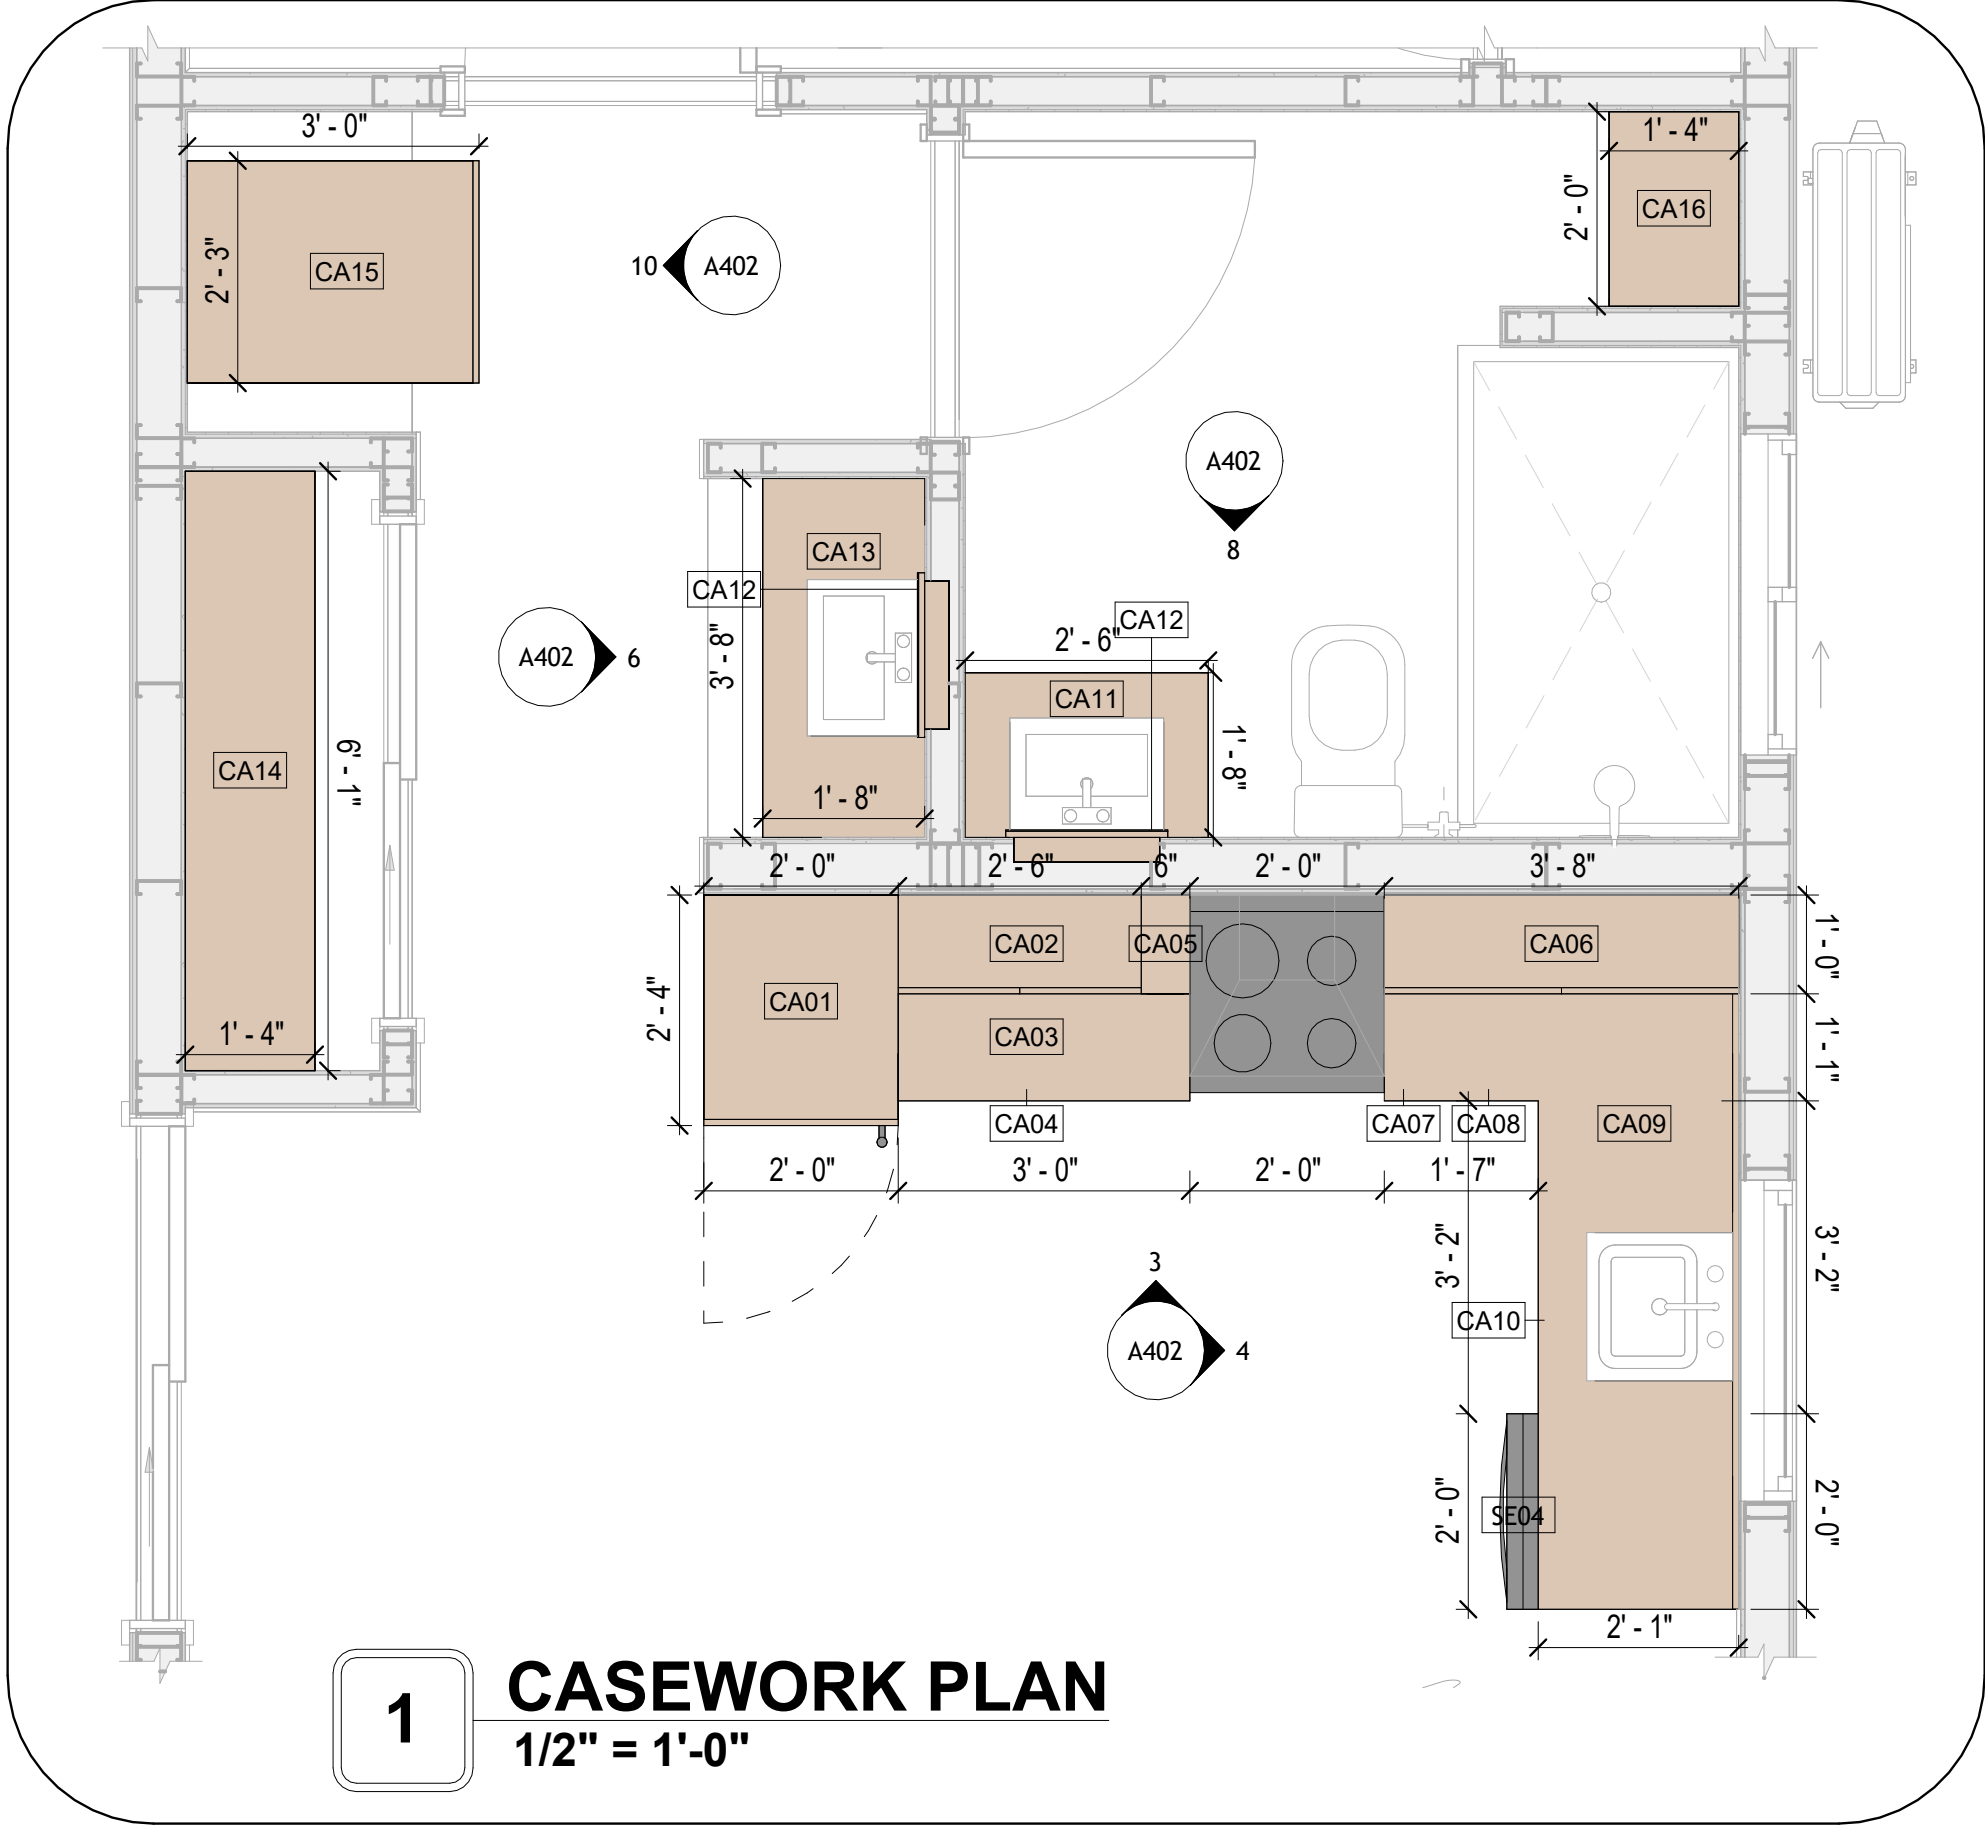 3' - 0"
1' - 4"
2' - 0"
CA16
2' - 3"
CA15
10
A402
A402
8
CA13
CA12
CA12
3' - 8"
2' - 6"
A402
6
CA11
1' - 8"
CA14
6' - 1"
1' - 8"
2' - 0"
2' - 6"
6"
2' - 0"
3' - 8"
CA02
CA05
CA06
1' - 0"
CA01
2' - 4"
1' - 4"
CA03
1' - 1"
CA04
CA07
CA08
CA09
2' - 0"
3' - 0"
2' - 0"
1' - 7"
3' - 2"
3' - 2"
3
A402
4
CA10
2' - 0"
SE04
2' - 0"
2' - 1"
1
CASEWORK PLAN
1/2" = 1'-0"